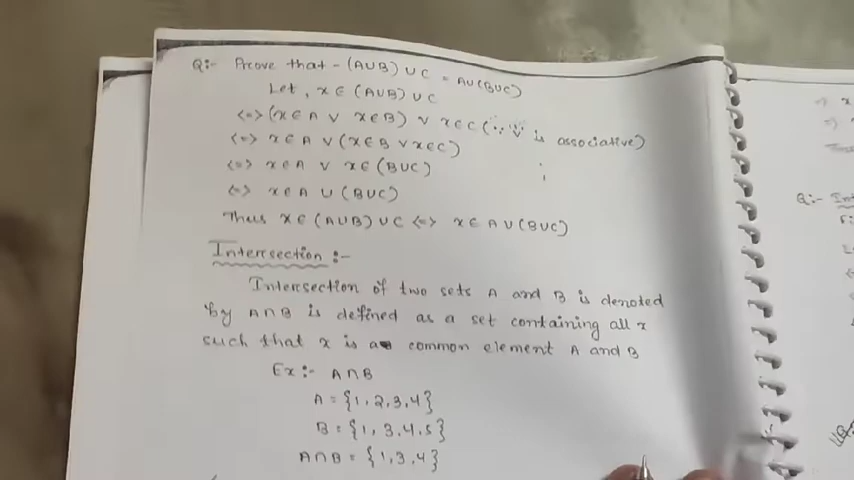 Q:- Prove that - (A∪B) ∪ C = A∪(B∪C)
Let, x ∈ (A∪B) ∪ C
<=> (x ∈ A ∨ x ∈ B) ∨ x ∈ C (∵ '∨' is associative)
<=> x ∈ A ∨ (x ∈ B ∨ x ∈ C)
<=> x ∈ A ∨ x ∈ (B∪C)
<=> x ∈ A ∪ (B∪C)
Thus x ∈ (A∪B) ∪ C <=> x ∈ A ∪ (B∪C)
Intersection :-
Intersection of two sets A and B is denoted
by A∩B is defined as a set containing all x
such that x is a common element A and B
Ex:- A∩B
A = {1,2,3,4}
B = {1,3,4,5}
A∩B = {1,3,4}
Q:-